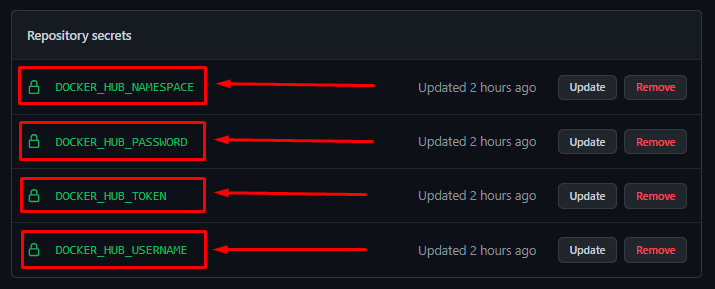 Repository secrets
DOCKER_HUB_NAMESPACE Updated 2 hours ago Update Remove
DOCKER_HUB_PASSWORD Updated 2 hours ago Update Remove
DOCKER_HUB_TOKEN Updated 2 hours ago Update Remove
DOCKER_HUB_USERNAME Updated 2 hours ago Update Remove